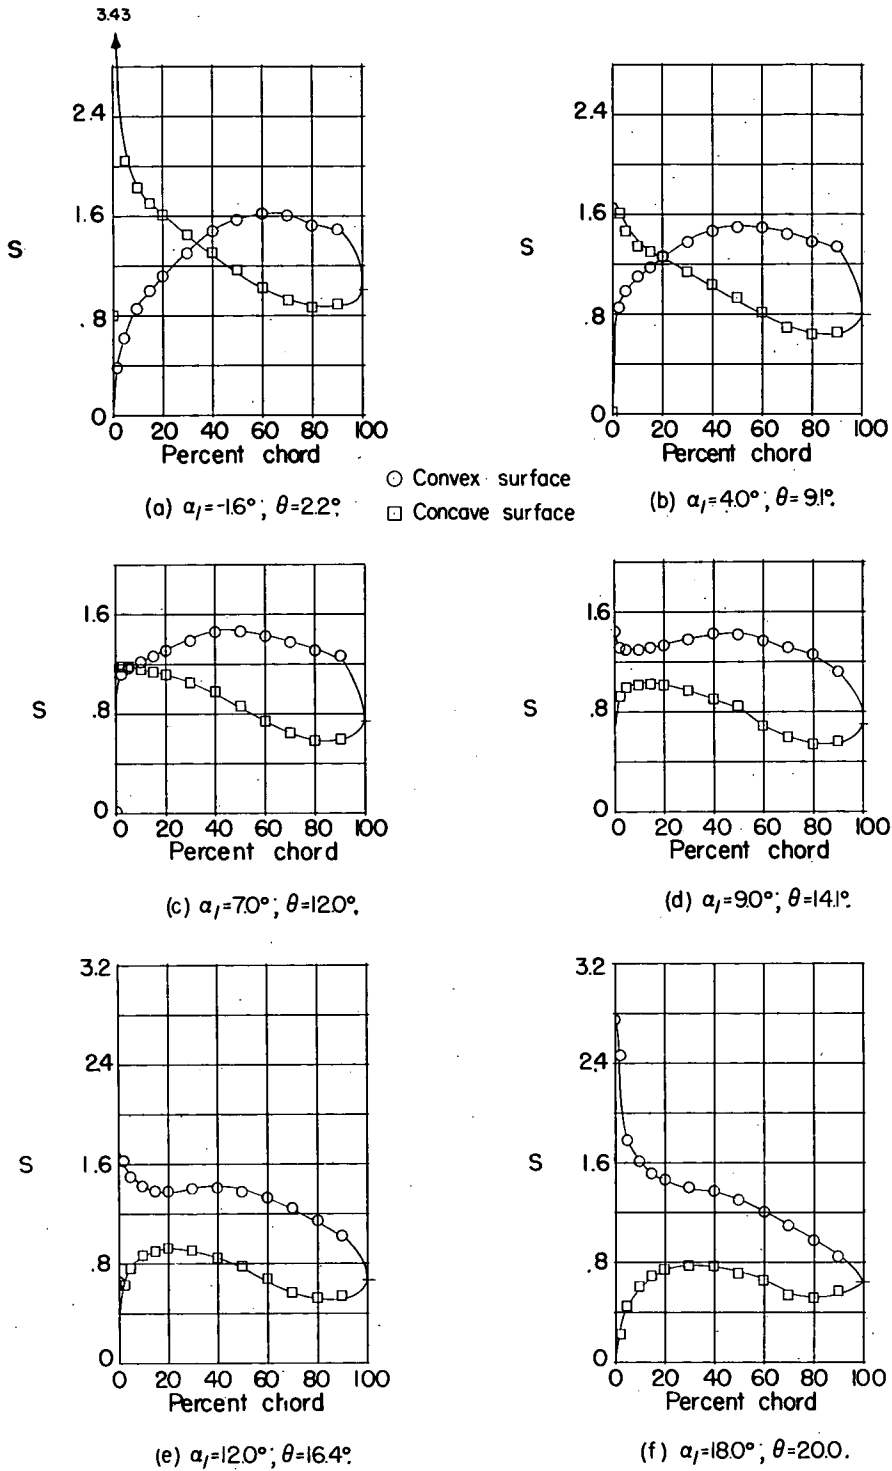 3.43
2.4
1.6
S
.8
0
0 20 40 60 80 100
Percent chord
(a) α₁=-1.6°; θ=2.2°.
2.4
1.6
S
.8
0
0 20 40 60 80 100
Percent chord
(b) α₁=4.0°; θ=9.1°.
○ Convex surface
□ Concave surface
1.6
S
.8
0
0 20 40 60 80 100
Percent chord
(c) α₁=7.0°; θ=12.0°.
1.6
S
.8
0
0 20 40 60 80 100
Percent chord
(d) α₁=9.0°; θ=14.1°.
3.2
2.4
1.6
S
.8
0
0 20 40 60 80 100
Percent chord
(e) α₁=12.0°; θ=16.4°.
3.2
2.4
1.6
S
.8
0
0 20 40 60 80 100
Percent chord
(f) α₁=18.0°; θ=20.0.